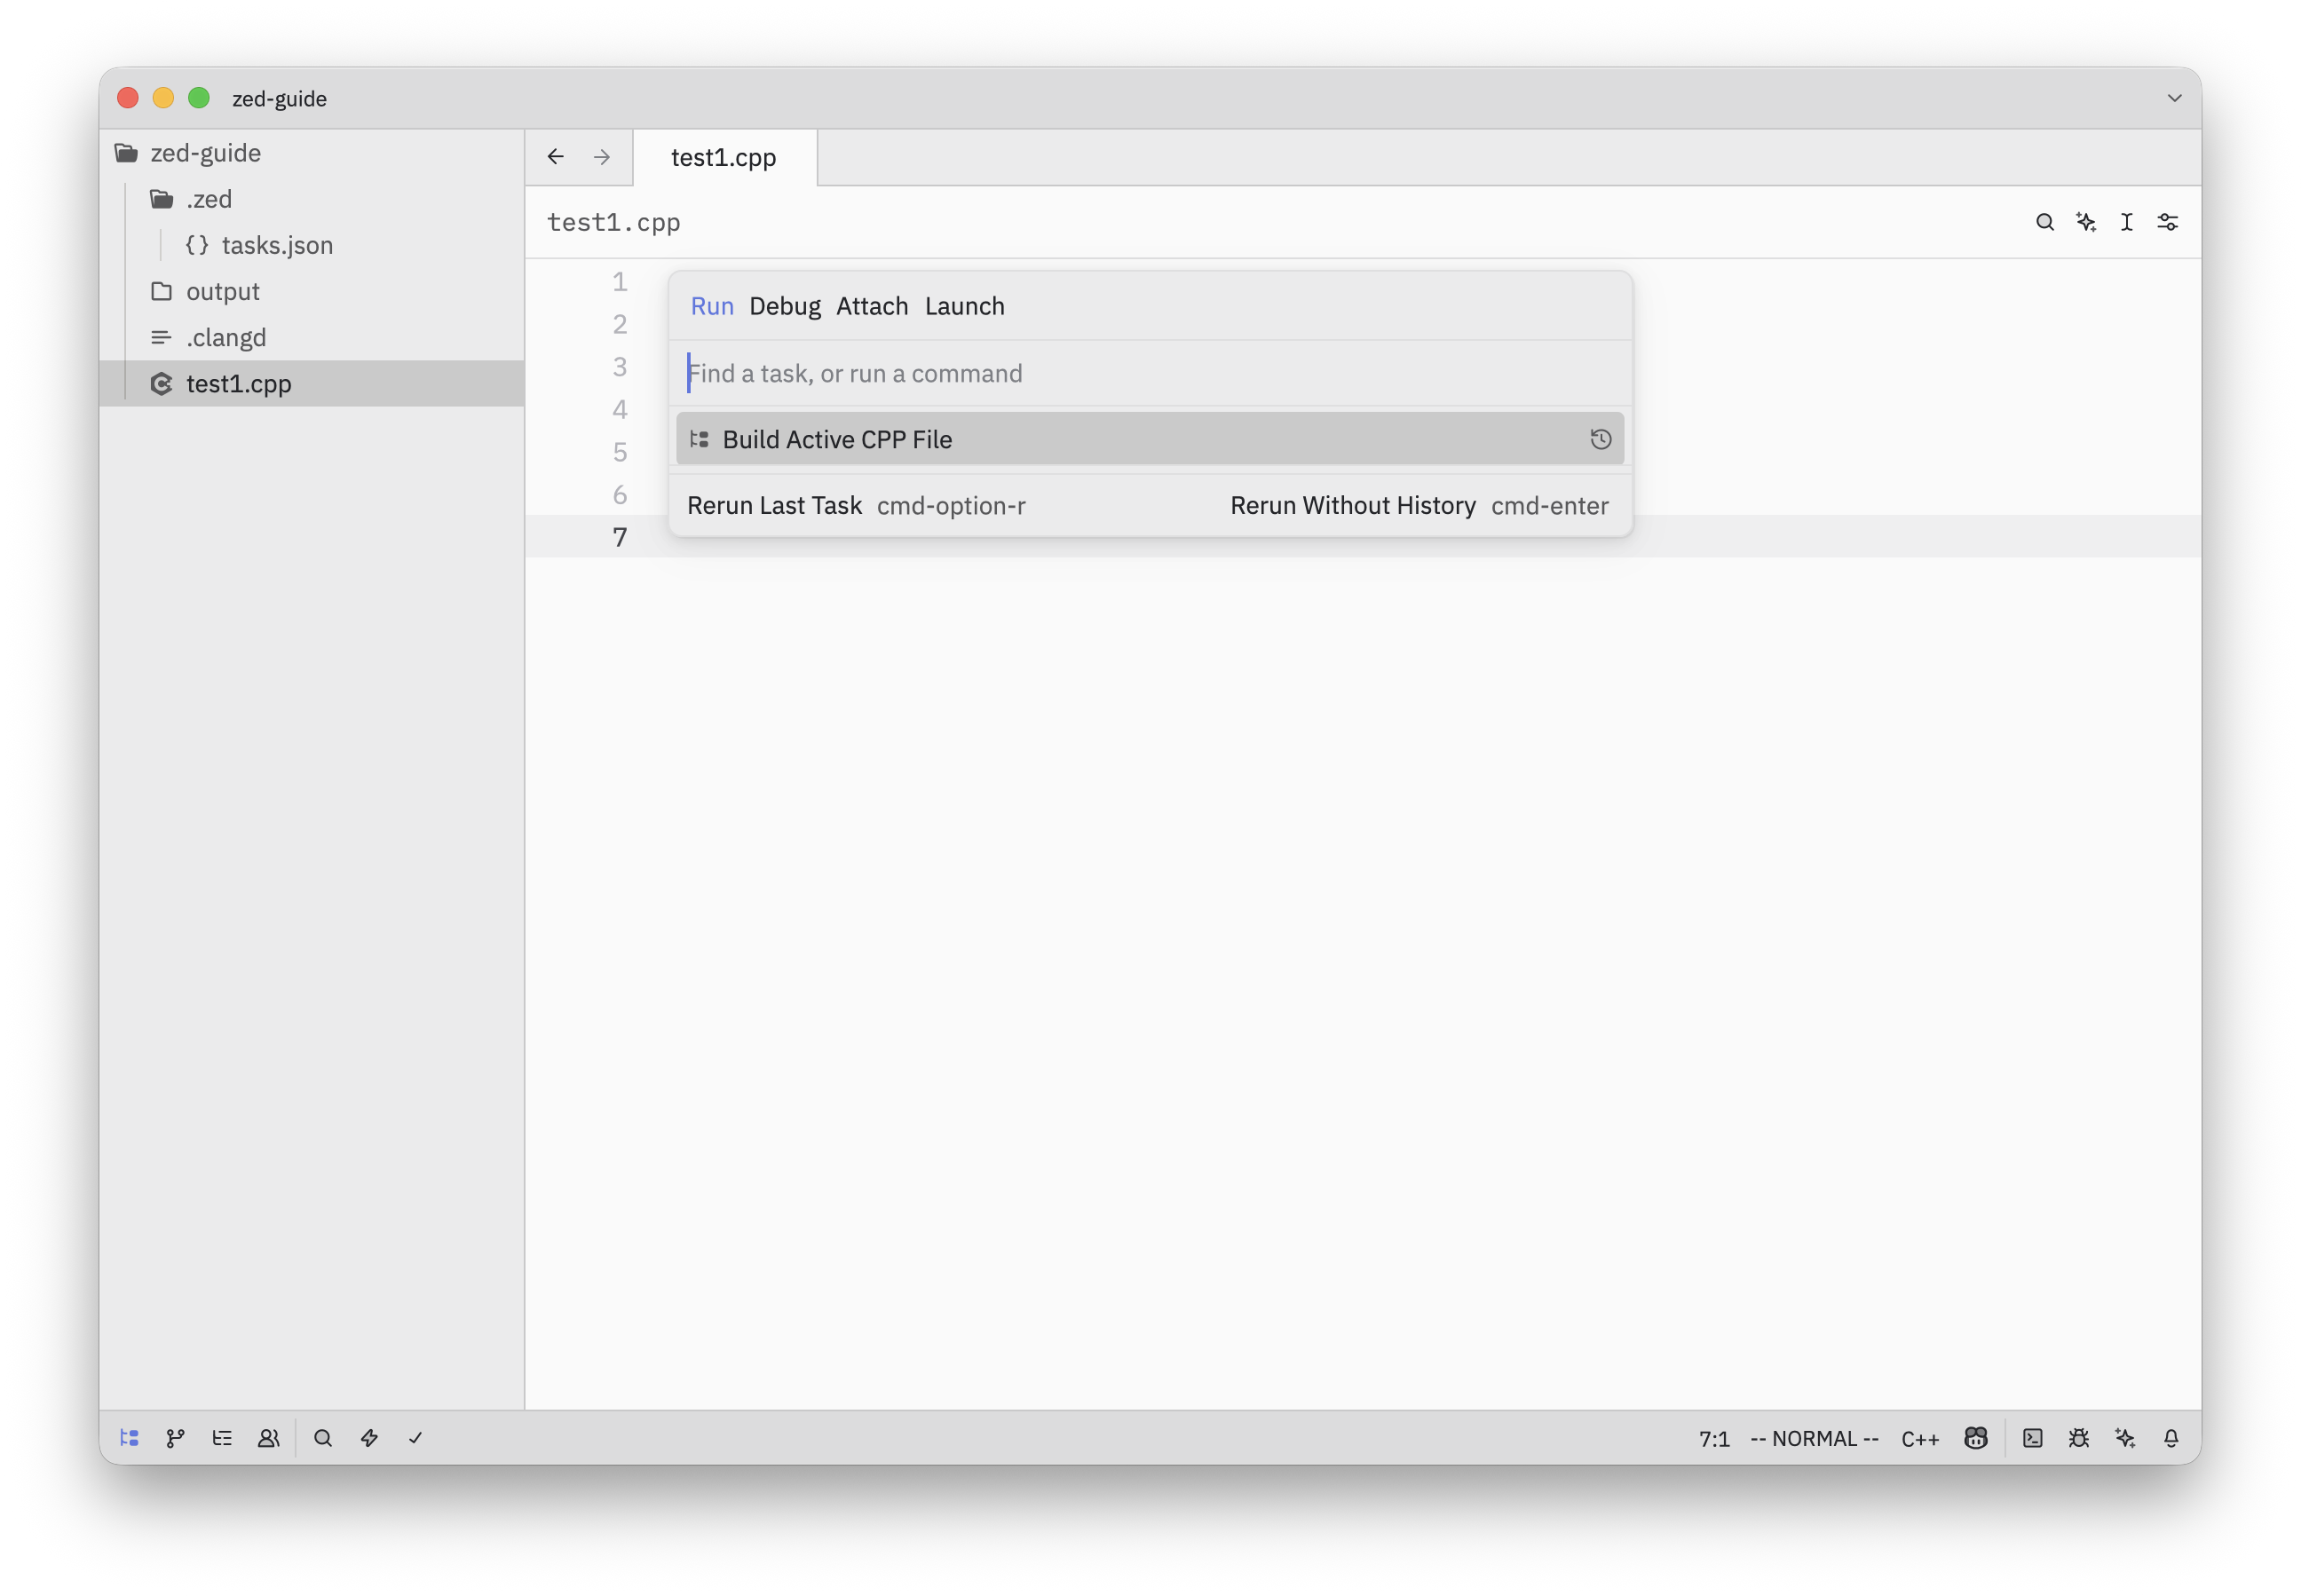 zed-guide
zed-guide
.zed
{} tasks.json
output
.clangd
test1.cpp
test1.cpp
test1.cpp
1
2
3
4
5
6
7
Run Debug Attach Launch
Find a task, or run a command
Build Active CPP File
Rerun Last Task cmd-option-r Rerun Without History cmd-enter
7:1 -- NORMAL -- C++